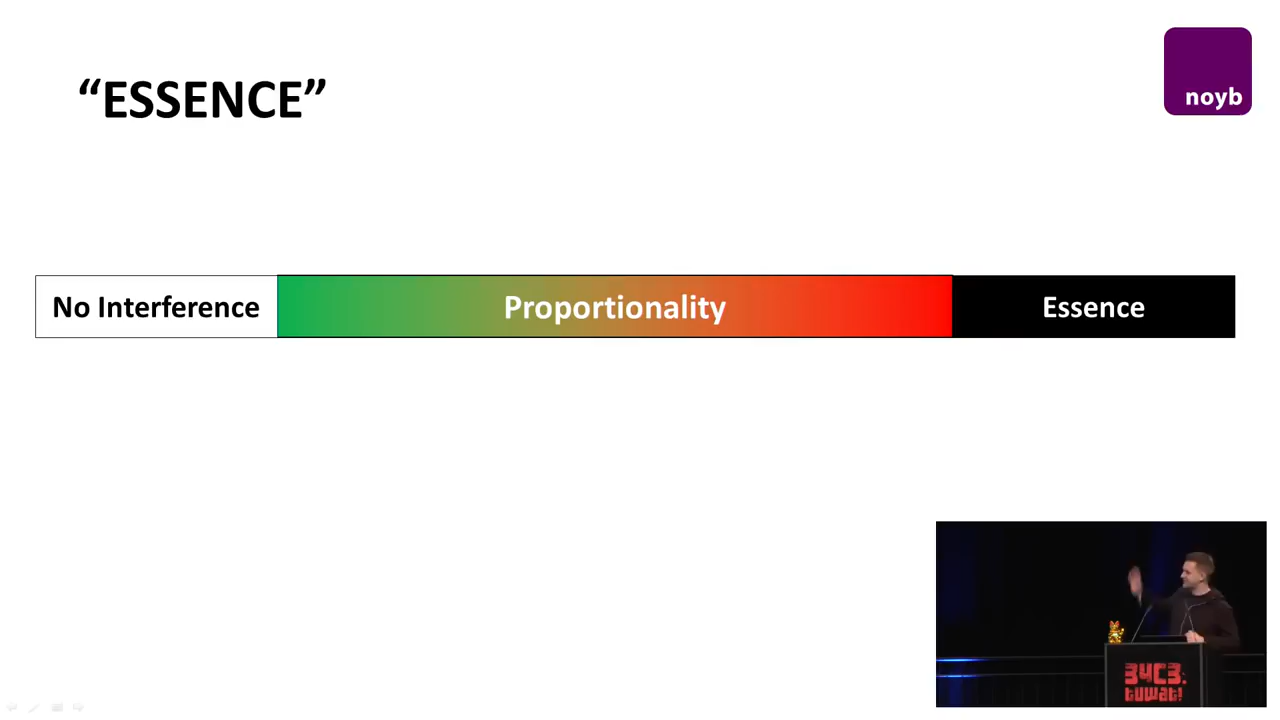 “ESSENCE”
noyb
No Interference
Proportionality
Essence
34C3.
tuwat!